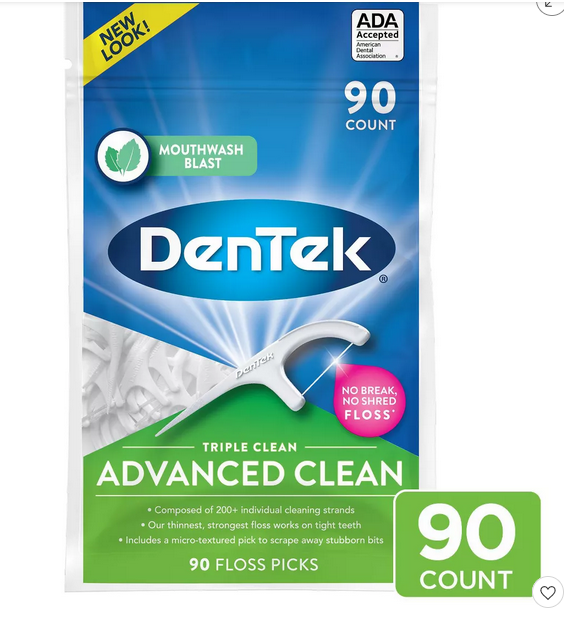 NEW
LOOK!
ADA
Accepted
American
Dental
Association
90
COUNT
MOUTHWASH
BLAST
DenTek®
DenTek
NO BREAK,
NO SHRED
FLOSS*
TRIPLE CLEAN
ADVANCED CLEAN
• Composed of 200+ individual cleaning strands
• Our thinnest, strongest floss works on tight teeth
• Includes a micro-textured pick to scrape away stubborn bits
90 FLOSS PICKS
90
COUNT